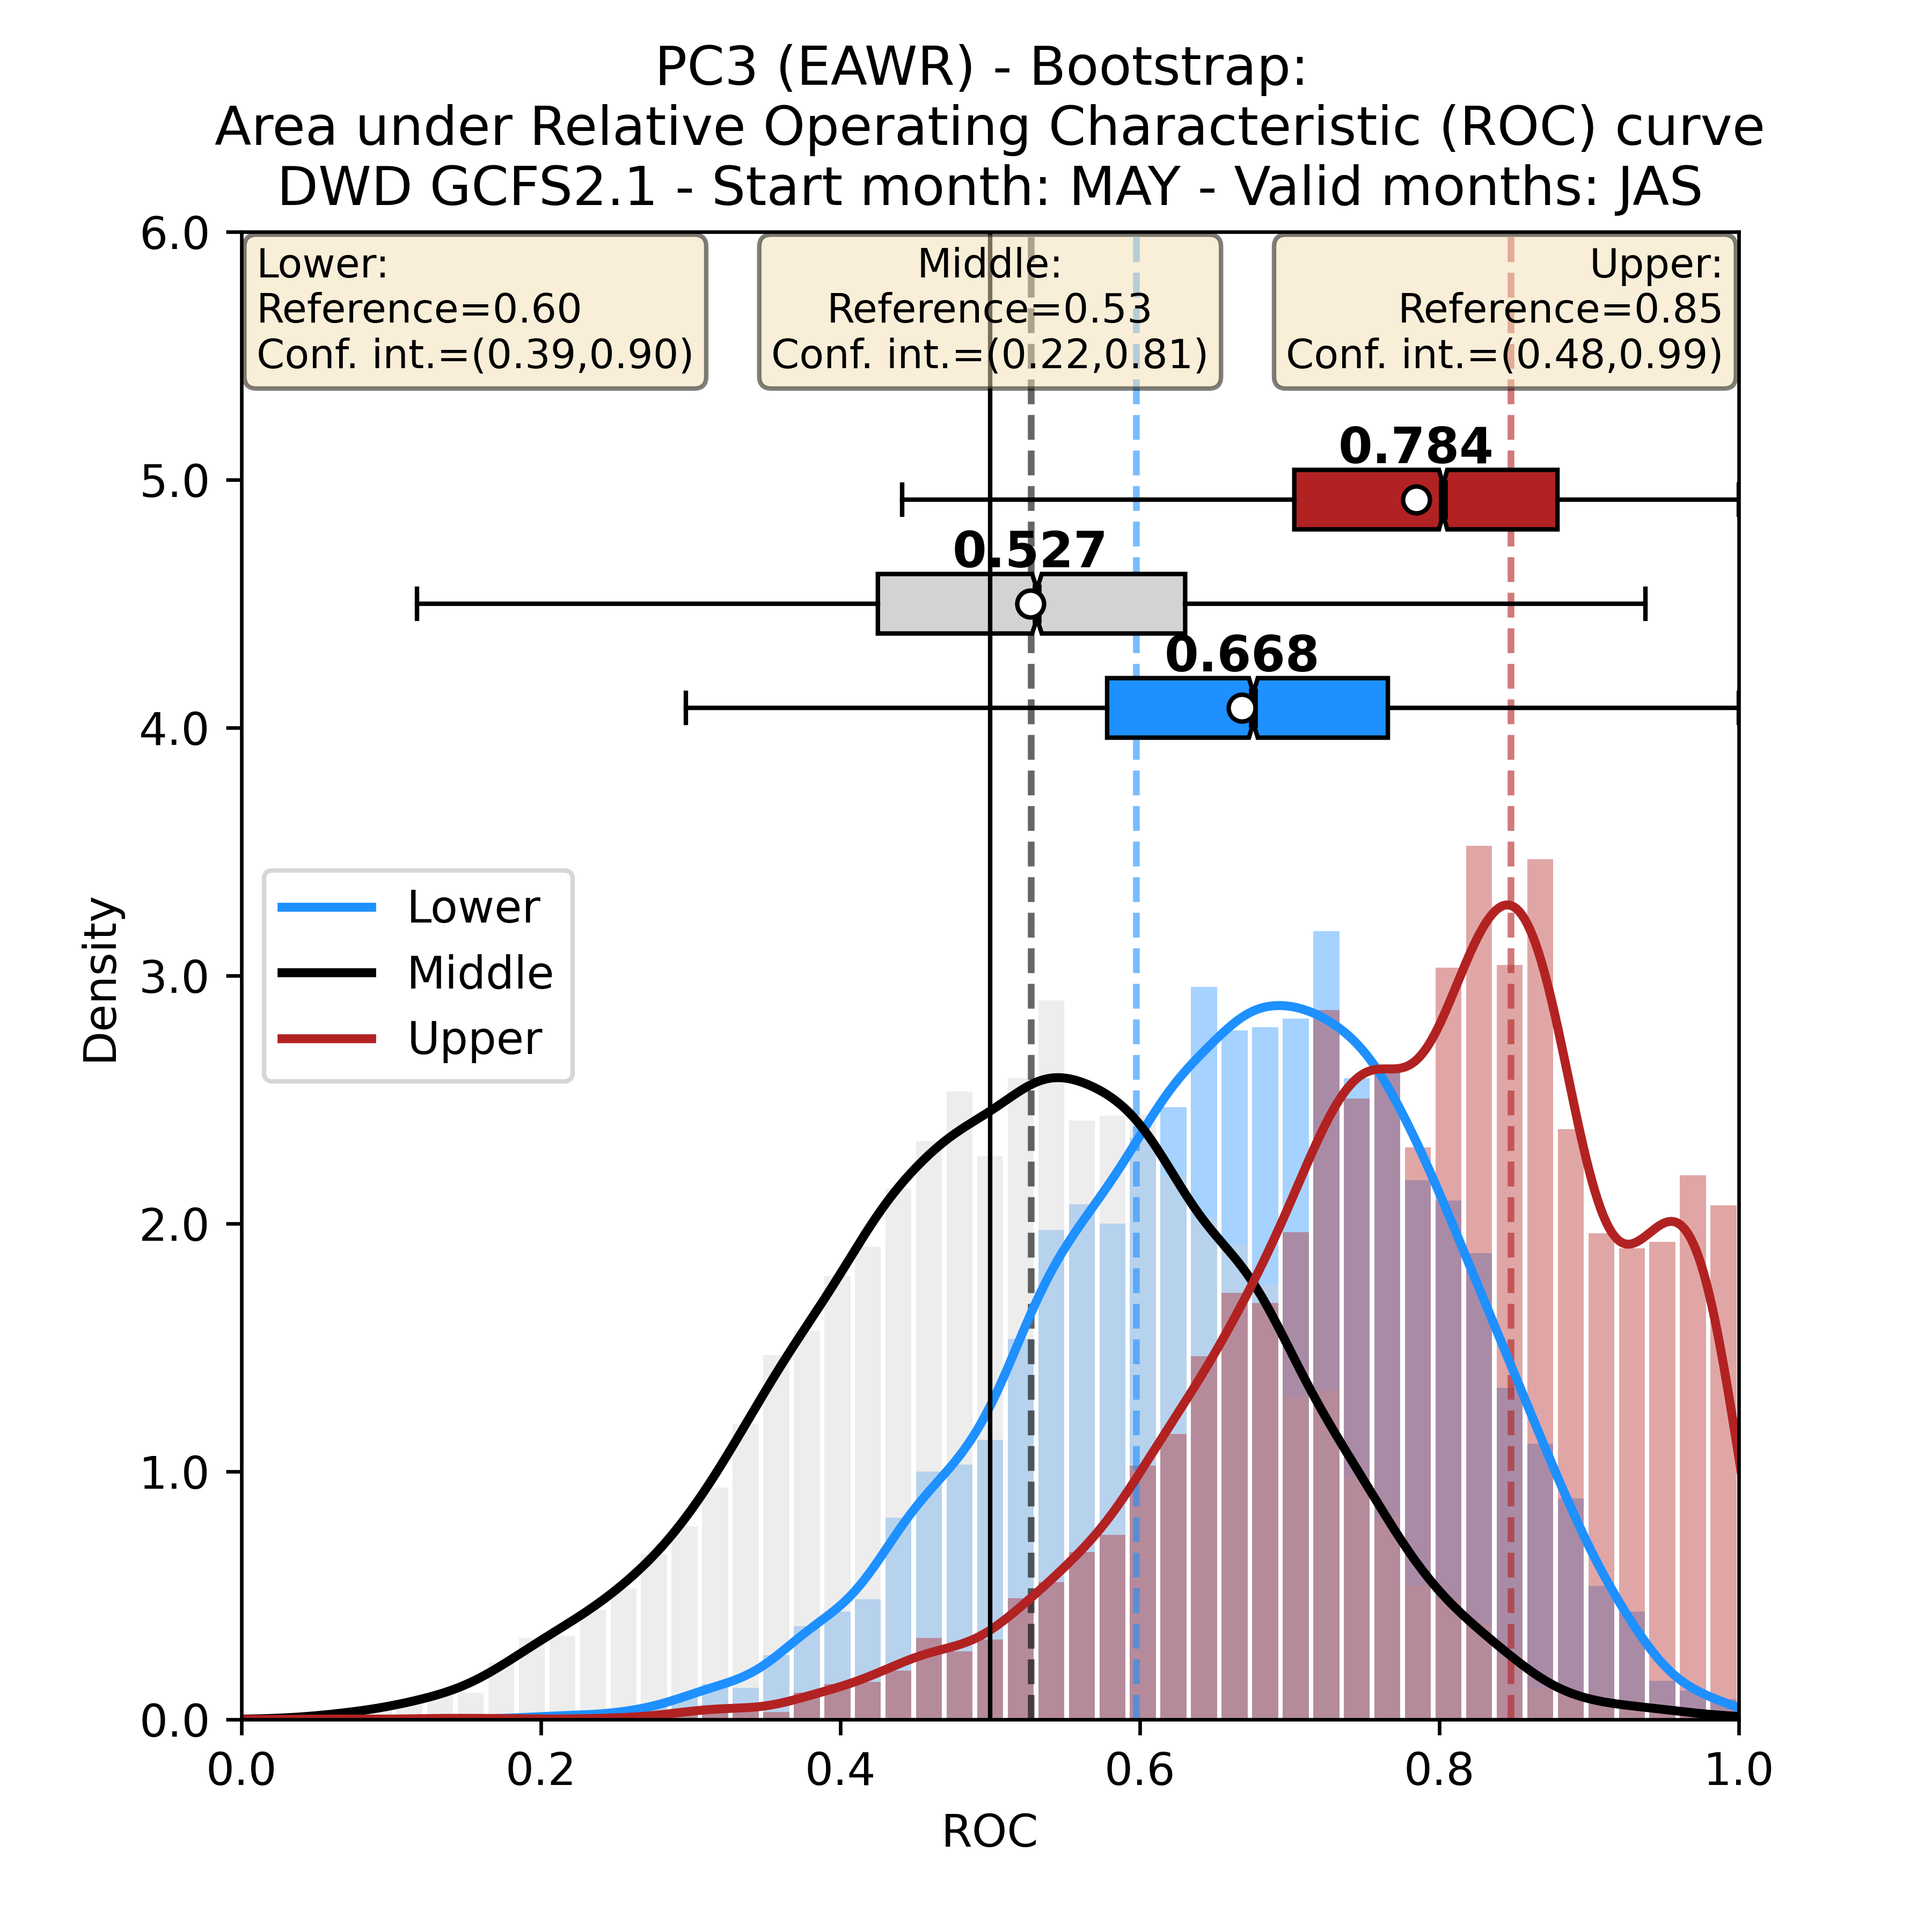 PC3 (EAWR) - Bootstrap:
Area under Relative Operating Characteristic (ROC) curve
DWD GCFS2.1 - Start month: MAY - Valid months: JAS
Lower:
Reference=0.60
Conf. int.=(0.39,0.90)
Middle:
Reference=0.53
Conf. int.=(0.22,0.81)
Upper:
Reference=0.85
Conf. int.=(0.48,0.99)
0.784
0.527
0.668
Lower
Middle
Upper
Density
6.0
5.0
4.0
3.0
2.0
1.0
0.0
0.0 0.2 0.4 0.6 0.8 1.0
ROC